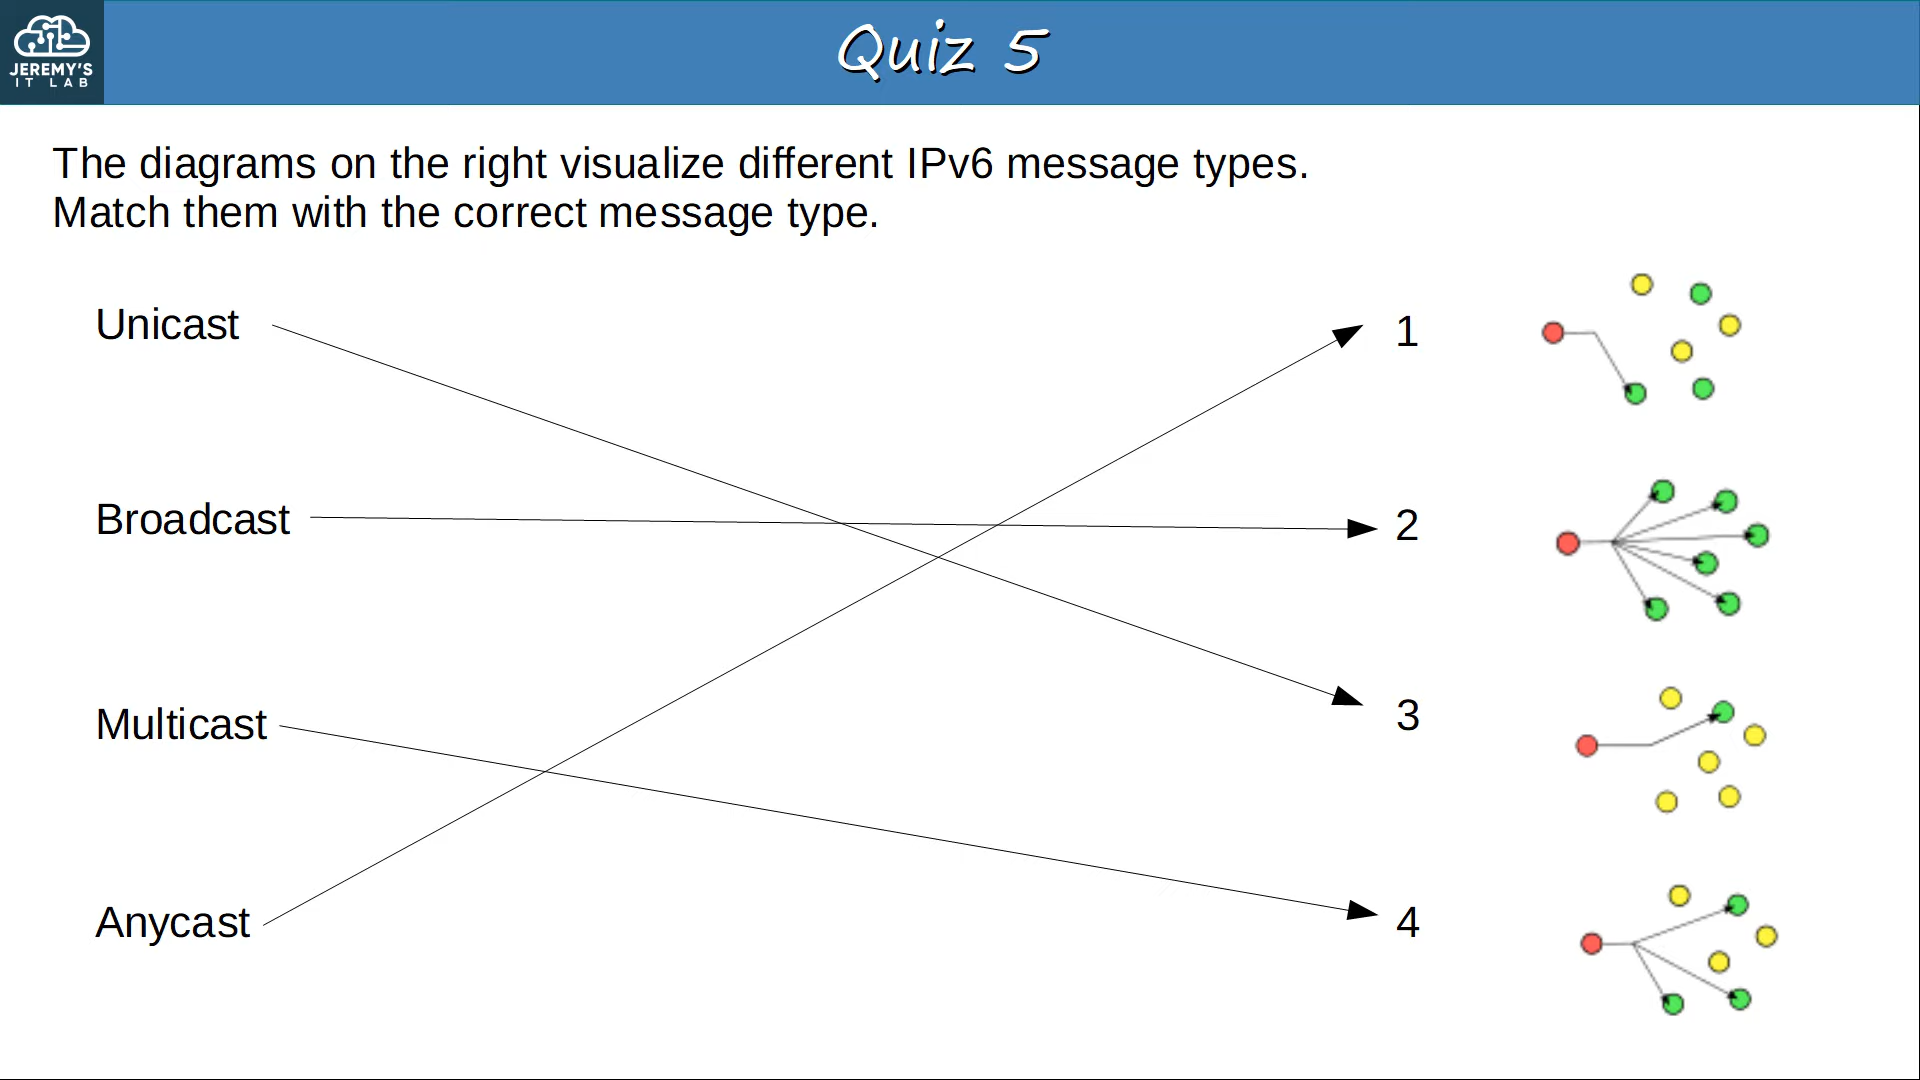 JEREMY'S
IT LAB
Quiz 5
The diagrams on the right visualize different IPv6 message types.
Match them with the correct message type.
Unicast
1
Broadcast
2
Multicast
3
Anycast
4